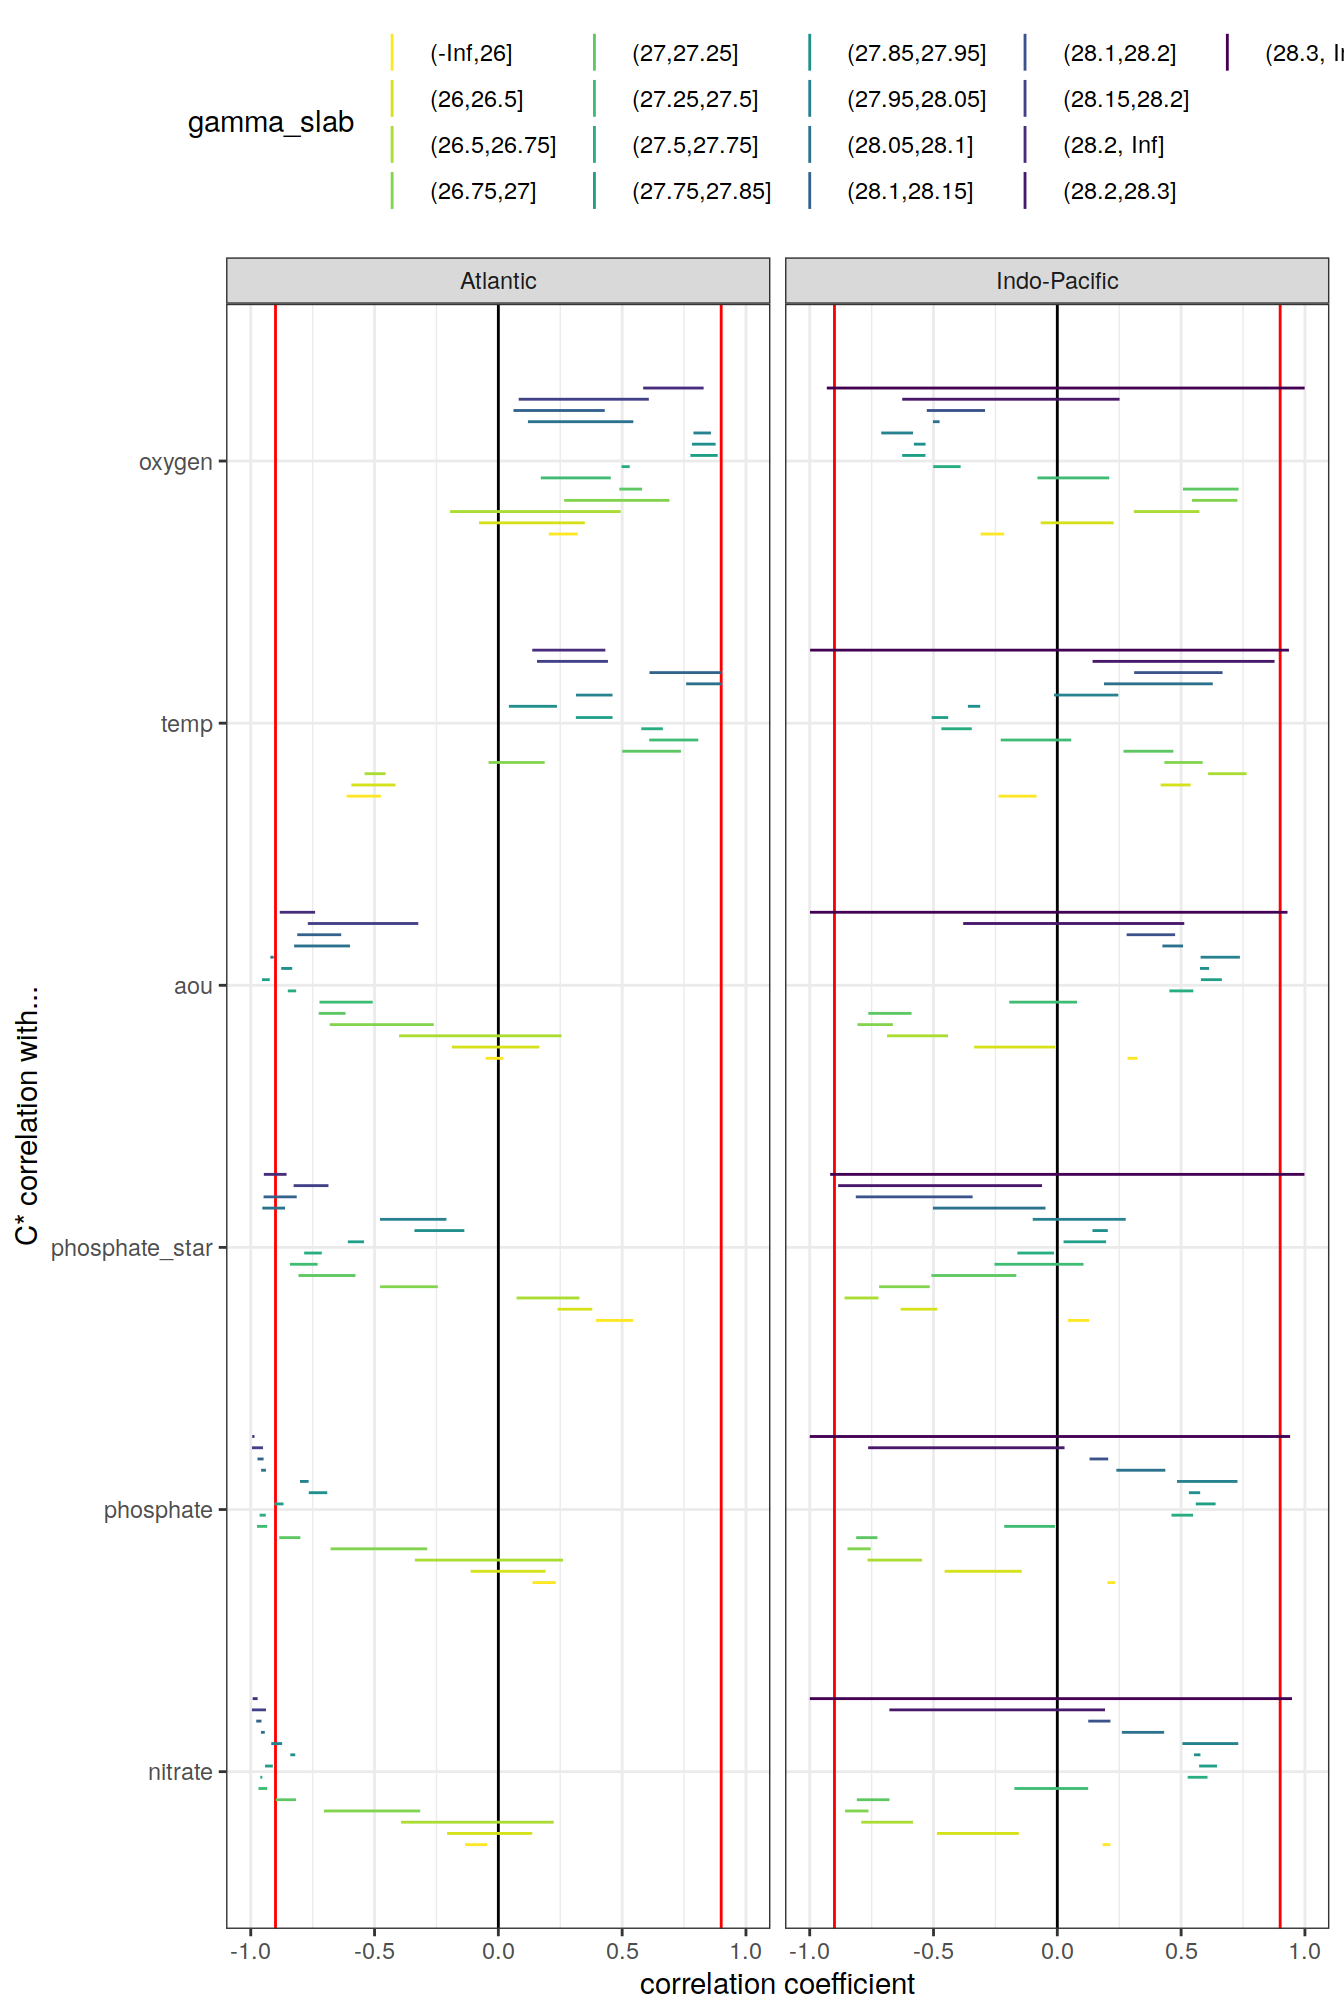 gamma_slab
(-Inf,26]
(26,26.5]
(26.5,26.75]
(26.75,27]
(27,27.25]
(27.25,27.5]
(27.5,27.75]
(27.75,27.85]
(27.85,27.95]
(27.95,28.05]
(28.05,28.1]
(28.1,28.15]
(28.1,28.2]
(28.15,28.2]
(28.2, Inf]
(28.2,28.3]
(28.3,
Atlantic
Indo-Pacific
C* correlation with...
oxygen
temp
aou
phosphate_star
phosphate
nitrate
-1.0 -0.5 0.0 0.5 1.0
-1.0 -0.5 0.0 0.5 1.0
correlation coefficient